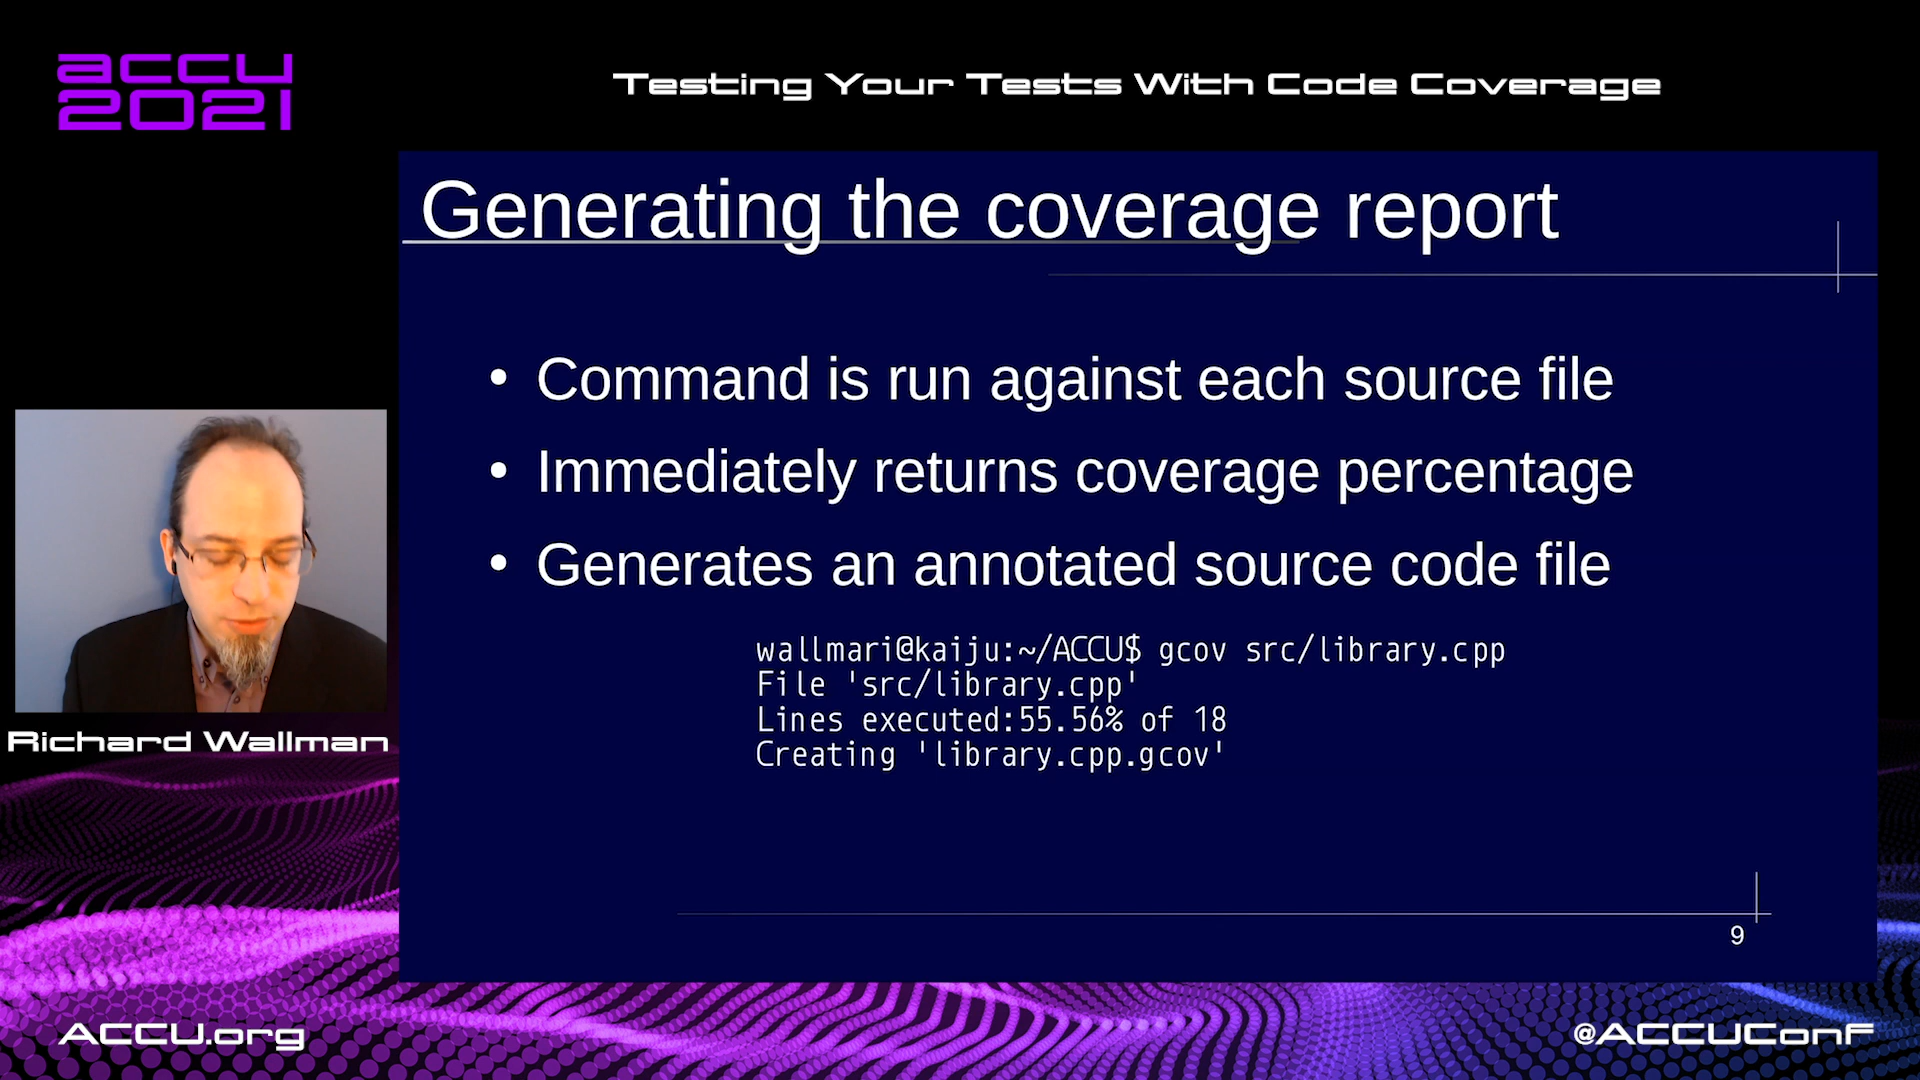 accu
2021
Testing Your Tests With Code Coverage
Generating the coverage report
• Command is run against each source file
• Immediately returns coverage percentage
• Generates an annotated source code file
wallmari@kaiju:~/ACCU$ gcov src/library.cpp
File 'src/library.cpp'
Lines executed:55.56% of 18
Creating 'library.cpp.gcov'
Richard Wallman
9
ACCU.org
@ACCUConf